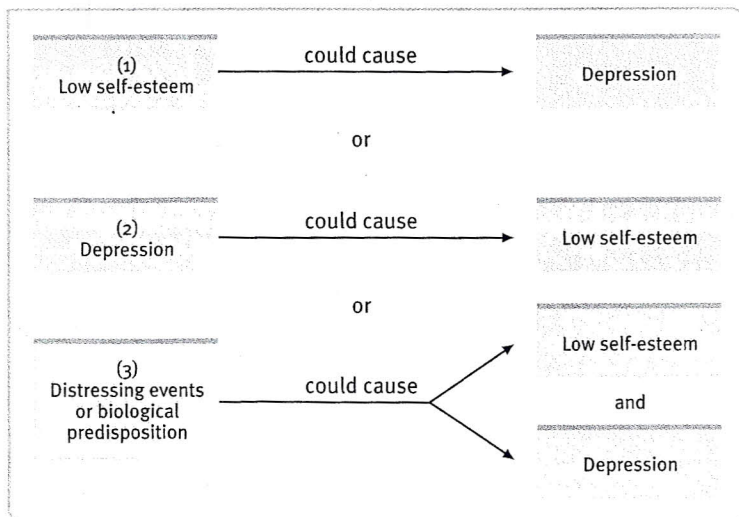 (1)
Low self-esteem
could cause
Depression
or
(2)
Depression
could cause
Low self-esteem
or
(3)
Distressing events
or biological
predisposition
could cause
Low self-esteem
and
Depression